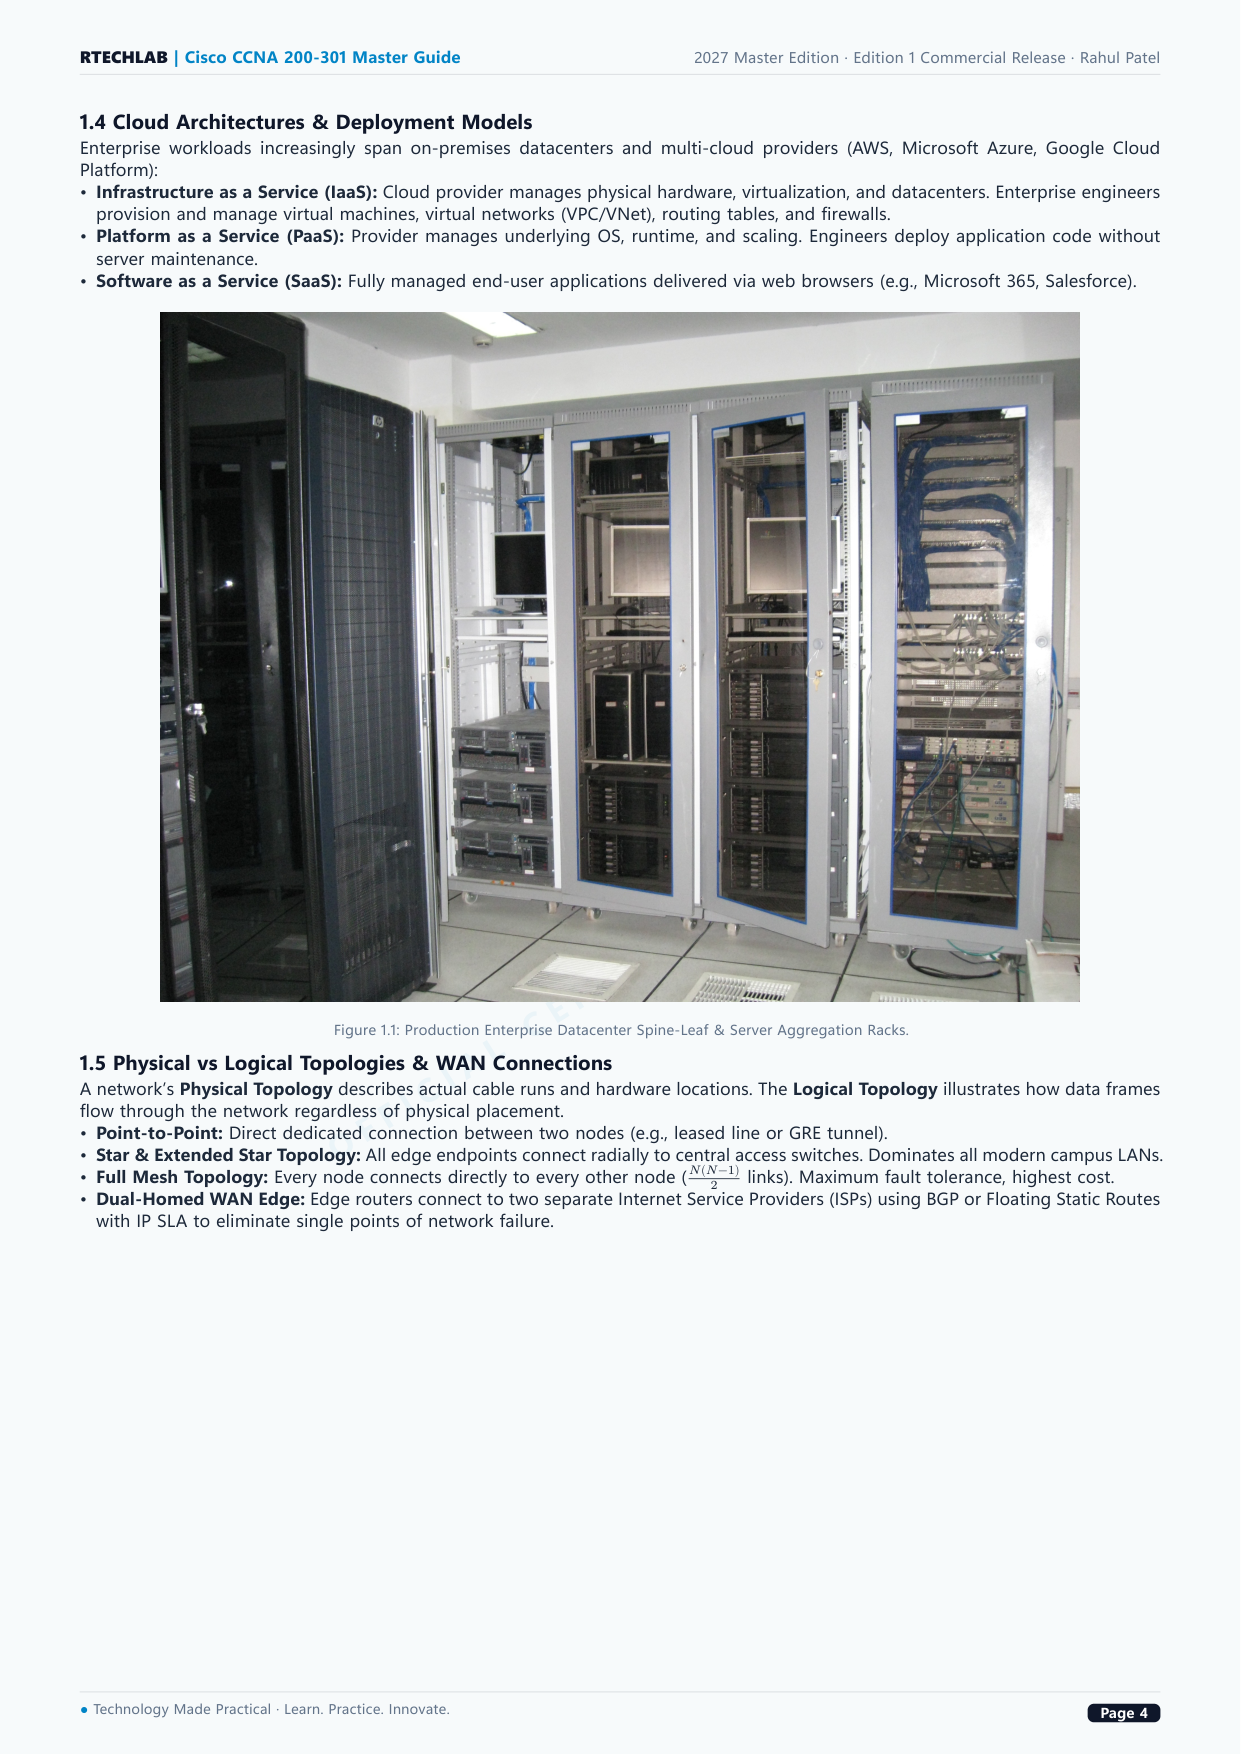 RTECHLAB | Cisco CCNA 200-301 Master Guide
2027 Master Edition · Edition 1 Commercial Release · Rahul Patel
1.4 Cloud Architectures & Deployment Models
Enterprise workloads increasingly span on-premises datacenters and multi-cloud providers (AWS, Microsoft Azure, Google Cloud
Platform):
• Infrastructure as a Service (IaaS): Cloud provider manages physical hardware, virtualization, and datacenters. Enterprise engineers
provision and manage virtual machines, virtual networks (VPC/VNet), routing tables, and firewalls.
• Platform as a Service (PaaS): Provider manages underlying OS, runtime, and scaling. Engineers deploy application code without
server maintenance.
• Software as a Service (SaaS): Fully managed end-user applications delivered via web browsers (e.g., Microsoft 365, Salesforce).
Figure 1.1: Production Enterprise Datacenter Spine-Leaf & Server Aggregation Racks.
1.5 Physical vs Logical Topologies & WAN Connections
A network's Physical Topology describes actual cable runs and hardware locations. The Logical Topology illustrates how data frames
flow through the network regardless of physical placement.
• Point-to-Point: Direct dedicated connection between two nodes (e.g., leased line or GRE tunnel).
• Star & Extended Star Topology: All edge endpoints connect radially to central access switches. Dominates all modern campus LANs.
• Full Mesh Topology: Every node connects directly to every other node (N(N−1)/2 links). Maximum fault tolerance, highest cost.
• Dual-Homed WAN Edge: Edge routers connect to two separate Internet Service Providers (ISPs) using BGP or Floating Static Routes
with IP SLA to eliminate single points of network failure.
• Technology Made Practical · Learn. Practice. Innovate.
Page 4